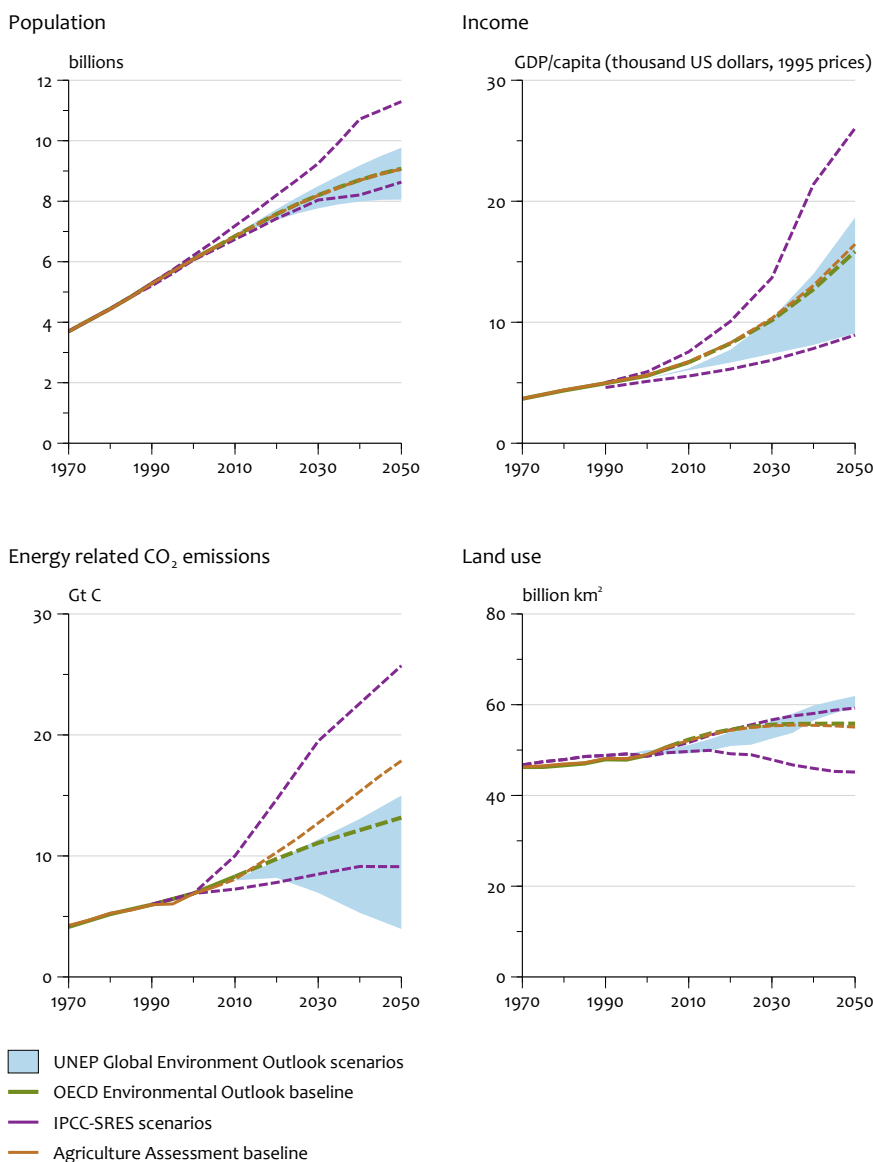 Population
billions
12
10
8
6
4
2
0
1970 1990 2010 2030 2050
Income
GDP/capita (thousand US dollars, 1995 prices)
30
20
10
0
1970 1990 2010 2030 2050
Energy related CO₂ emissions
Gt C
30
20
10
0
1970 1990 2010 2030 2050
Land use
billion km²
80
60
40
20
0
1970 1990 2010 2030 2050
UNEP Global Environment Outlook scenarios
OECD Environmental Outlook baseline
IPCC-SRES scenarios
Agriculture Assessment baseline